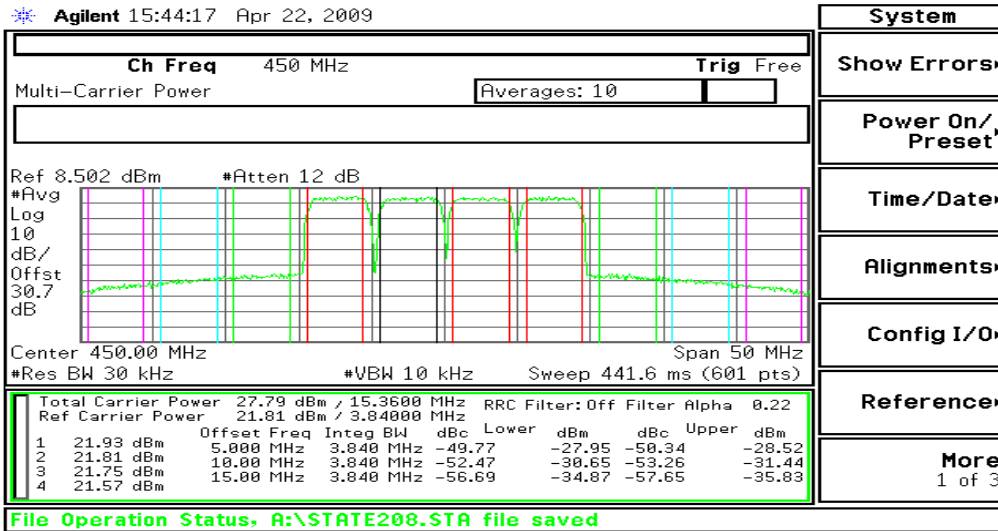 Agilent 15:44:17 Apr 22, 2009
System
Ch Freq 450 MHz Trig Free
Show Errors
Multi-Carrier Power Averages: 10
Power On/
Preset
Ref 8.502 dBm #Atten 12 dB
#Avg
Log
10
dB/
Offst
30.7
dB
Time/Date
Alignments
Config I/O
Center 450.00 MHz Span 50 MHz
#Res BW 30 kHz #VBW 10 kHz Sweep 441.6 ms (601 pts)
Total Carrier Power 27.79 dBm / 15.3600 MHz RRC Filter: Off Filter Alpha 0.22
Ref Carrier Power 21.81 dBm / 3.84000 MHz
Reference
Offset Freq Integ BW dBc Lower dBm dBc Upper dBm
1 21.93 dBm 5.000 MHz 3.840 MHz -49.77 -27.95 -50.34 -28.52
2 21.81 dBm 10.00 MHz 3.840 MHz -52.47 -30.65 -53.26 -31.44
3 21.75 dBm 15.00 MHz 3.840 MHz -56.69 -34.87 -57.65 -35.83
4 21.57 dBm
More
1 of 3
File Operation Status, A:\STATE208.STA file saved